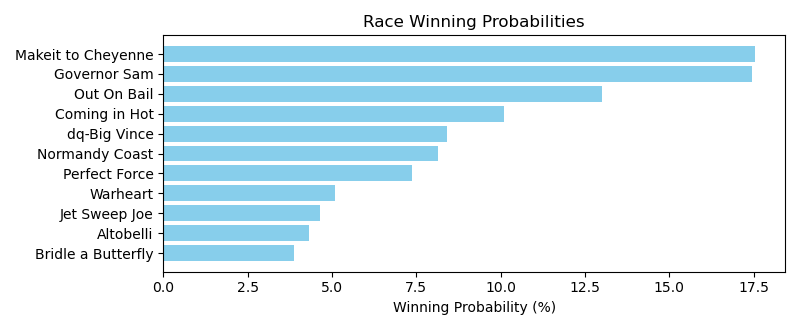 Race Winning Probabilities
Makeit to Cheyenne
Governor Sam
Out On Bail
Coming in Hot
dq-Big Vince
Normandy Coast
Perfect Force
Warheart
Jet Sweep Joe
Altobelli
Bridle a Butterfly
0.0 2.5 5.0 7.5 10.0 12.5 15.0 17.5
Winning Probability (%)